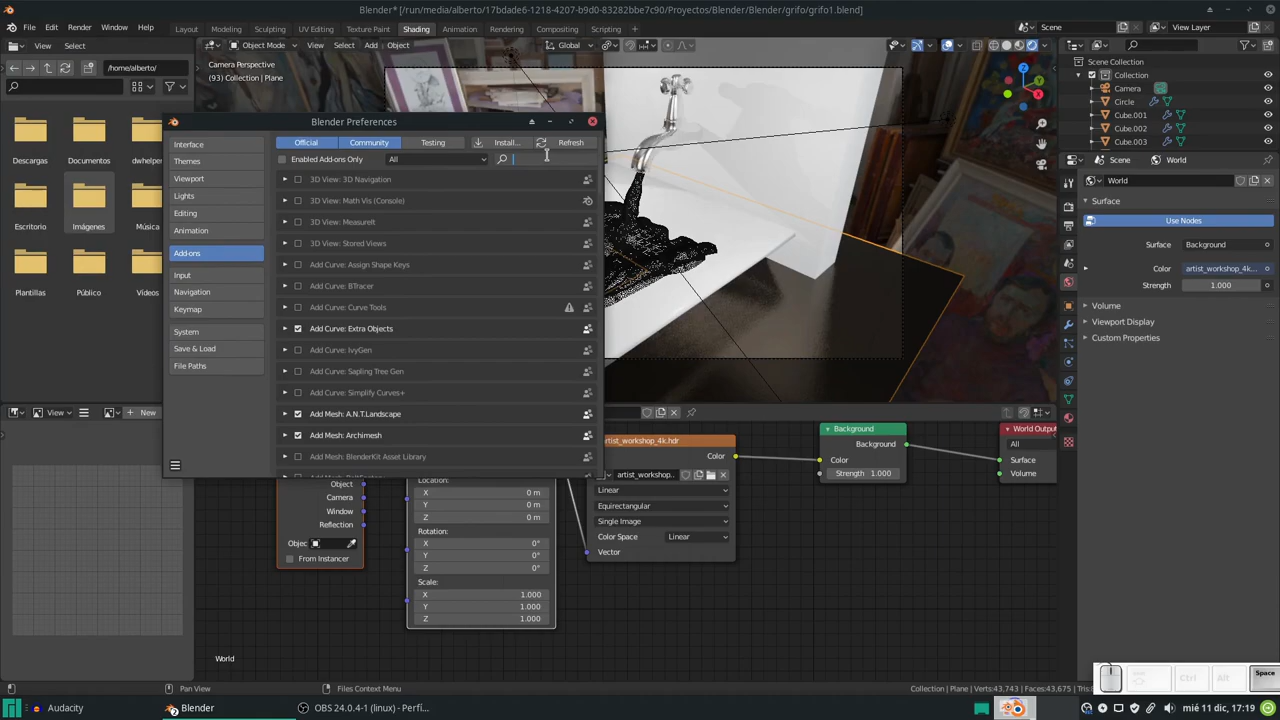 Blender* [/run/media/alberto/17bdade6-1218-4207-b9d0-83282bbe7c90/Proyectos/Blender/Blender/grifo/grifo1.blend]
File Edit Render Window Help
Layout Modeling Sculpting UV Editing Texture Paint Shading Animation Rendering Compositing Scripting
Scene
View Layer
View Select
Object Mode View Select Add Object
Global
/home/alberto/
Camera Perspective
(93) Collection | Plane
Descargas Documentos dwhelper
Escritorio Imágenes Música
Plantillas Público Vídeos
Blender Preferences
Interface
Themes
Viewport
Lights
Editing
Animation
Add-ons
Input
Navigation
Keymap
System
Save & Load
File Paths
Official Community Testing Install... Refresh
Enabled Add-ons Only All
3D View: 3D Navigation
3D View: Math Vis (Console)
3D View: MeasureIt
3D View: Stored Views
Add Curve: Assign Shape Keys
Add Curve: BTracer
Add Curve: Curve Tools
Add Curve: Extra Objects
Add Curve: IvyGen
Add Curve: Sapling Tree Gen
Add Curve: Simplify Curves+
Add Mesh: A.N.T.Landscape
Add Mesh: Archimesh
Add Mesh: BlenderKit Asset Library
Scene Collection
Collection
Camera
Circle
Cube.001
Cube.002
Cube.003
Scene World
World
Surface
Use Nodes
Surface Background
Color artist_workshop_4k...
Strength 1.000
Volume
Viewport Display
Custom Properties
View New
Object
Camera
Window
Reflection
Objec
From Instancer
Location:
X 0 m
Y 0 m
Z 0 m
Rotation:
X 0°
Y 0°
Z 0°
Scale:
X 1.000
Y 1.000
Z 1.000
artist_workshop_4k.hdr
Color
artist_workshop..
Linear
Equirectangular
Single Image
Color Space Linear
Vector
Background
Background
Color
Strength 1.000
World Output
All
Surface
Volume
World
Pan View Files Context Menu
Collection | Plane | Verts:43,743 | Faces:43,675 | Tris:
Ctrl Alt Space
Audacity Blender OBS 24.0.4-1 (linux) - Perfi...
mié 11 dic, 17:19